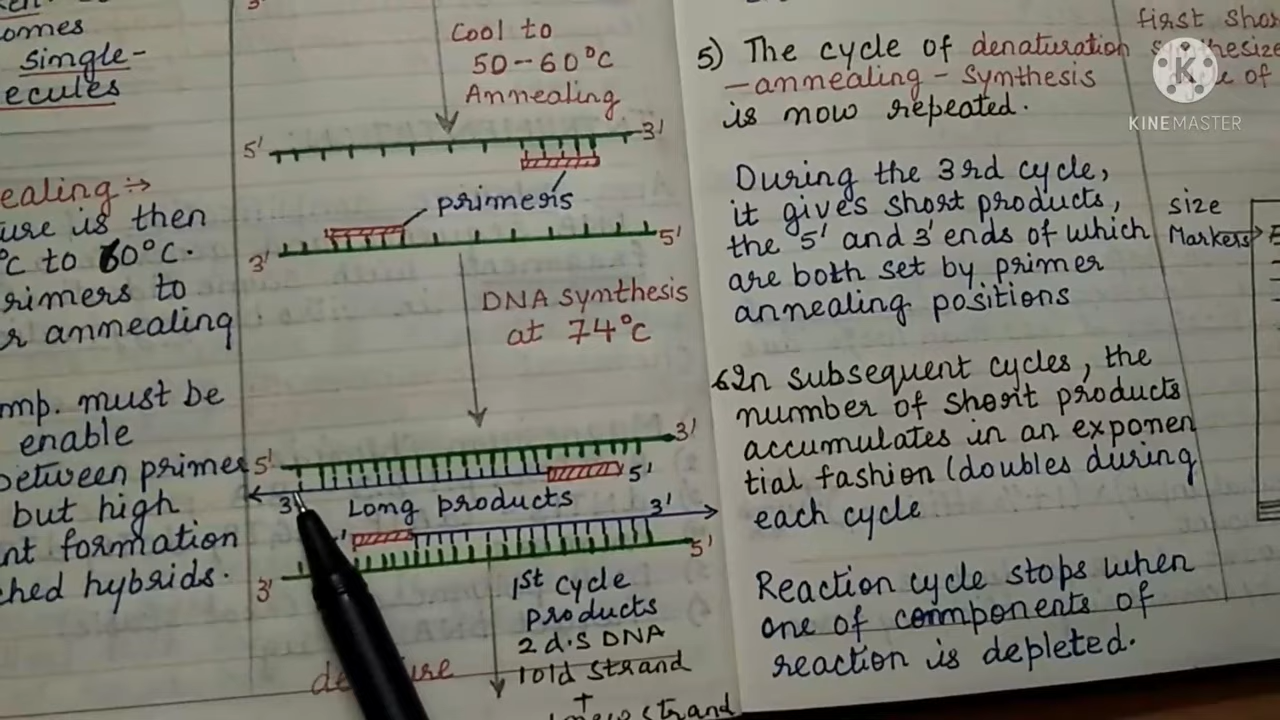 omes
single-
ecules
ealing :→
ure is then
°C to 60°C.
rimers to
r annealing
mp. must be
enable
between primer
but high
nt formation
ched hybrids.
Cool to
50-60°C
Annealing
5' 3'
primers
3' 5'
DNA synthesis
at 74°C
5' 3'
3' 5'
Long products
3'
3' 5'
1st cycle
products
2 d.s DNA
1 old strand
+
strand
first shor
5) The cycle of denaturation
-annealing - Synthesis
is now repeated.
During the 3rd cycle,
it gives short products,
the 5' and 3' ends of which
are both set by primer
annealing positions
6 In subsequent cycles, the
number of short products
accumulates in an exponen
tial fashion (doubles during
each cycle
Reaction cycle stops when
one of components of
reaction is depleted.
size
Markers
K
KINEMASTER